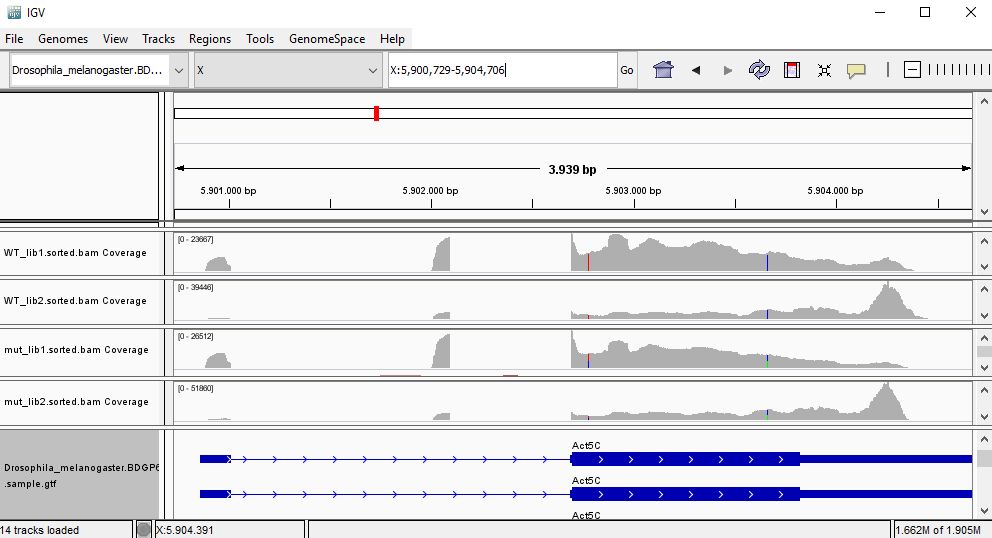 IGV
File Genomes View Tracks Regions Tools GenomeSpace Help
Drosophila_melanogaster.BD... X X:5,900,729-5,904,706 Go
3.939 bp
5.901.000 bp 5.902.000 bp 5.903.000 bp 5.904.000 bp
[0 - 23667]
WT_lib1.sorted.bam Coverage
[0 - 39446]
WT_lib2.sorted.bam Coverage
[0 - 26512]
mut_lib1.sorted.bam Coverage
[0 - 51860]
mut_lib2.sorted.bam Coverage
Act5C
Drosophila_melanogaster.BDGP6
.sample.gtf
Act5C
Act5C
14 tracks loaded X:5.904.391 1.662M of 1.905M